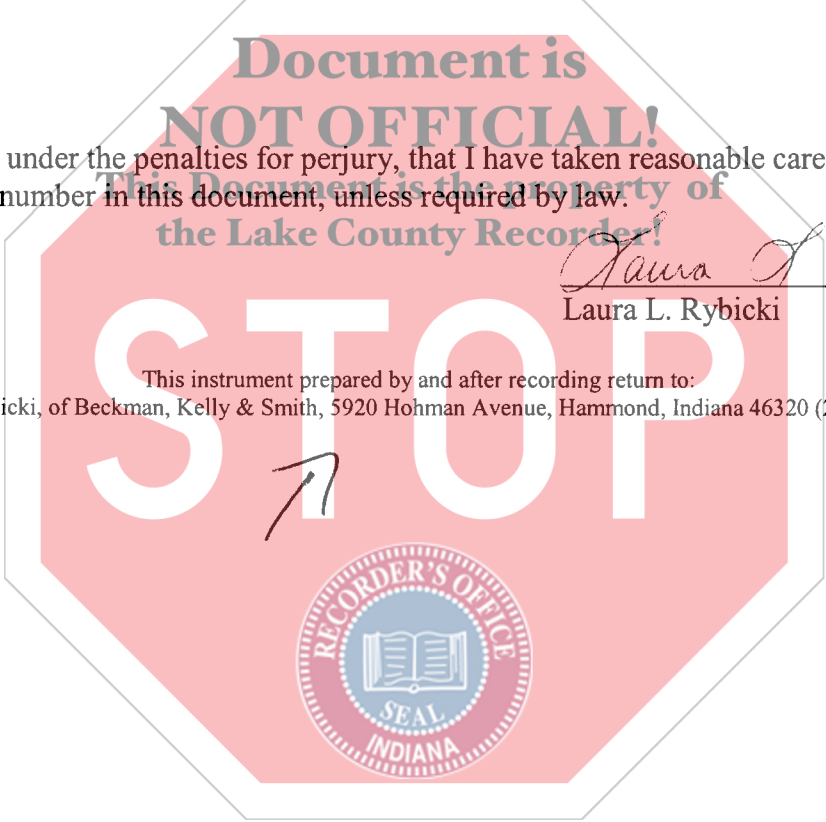 Document is
NOT OFFICIAL!
under the penalties for perjury, that I have taken reasonable care
This Document is the property of
number in this document, unless required by law.
the Lake County Recorder!
Laura L
Laura L. Rybicki
STOP
This instrument prepared by and after recording return to:
icki, of Beckman, Kelly & Smith, 5920 Hohman Avenue, Hammond, Indiana 46320 (2
RECORDER'S OFFICE
SEAL
INDIANA